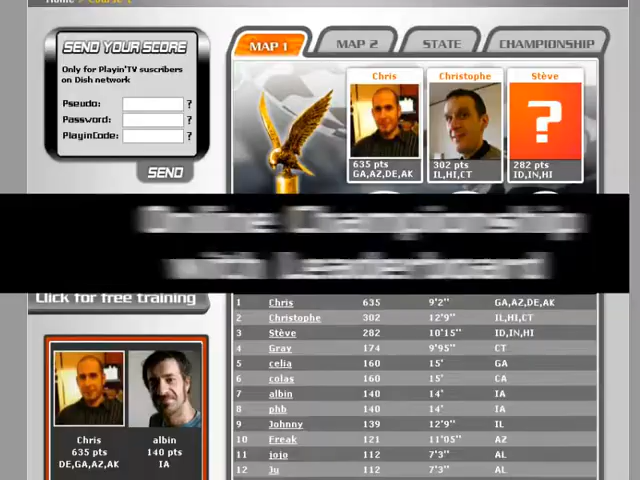 Home > Course 1
SEND YOUR SCORE
Only for Playin'TV suscribers
on Dish network
Pseudo: ?
Password: ?
PlayinCode: ?
SEND
MAP 1
MAP 2
STATE
CHAMPIONSHIP
Chris
635 pts
GA,AZ,DE,AK
Christophe
302 pts
IL,HI,CT
Stève
?
282 pts
ID,IN,HI
Online Championship
with Leaderboard
Click for free training
1 Chris 635 9'2'' GA,AZ,DE,AK
2 Christophe 302 12'9'' IL,HI,CT
3 Stève 282 10'15'' ID,IN,HI
4 Gray 174 9'95'' CT
5 celia 160 15' GA
6 colas 160 15' CA
7 albin 140 14' IA
8 phb 140 14' IA
9 Johnny 139 12'9'' IL
10 Freak 121 11'05'' AZ
11 jojo 112 7'3'' AL
12 Ju 112 7'3'' AL
Chris
635 pts
DE,GA,AZ,AK
albin
140 pts
IA